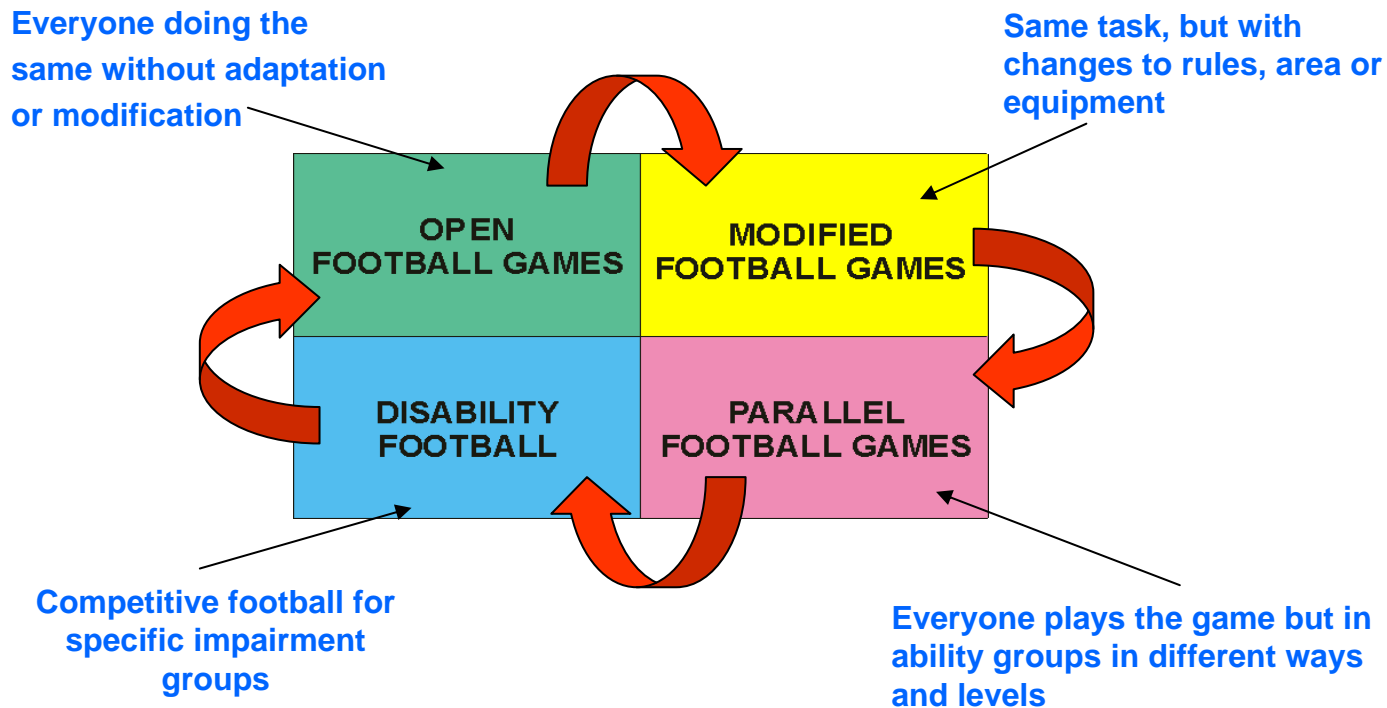 Everyone doing the
same without adaptation
or modification
Same task, but with
changes to rules, area or
equipment
OPEN
FOOTBALL GAMES
MODIFIED
FOOTBALL GAMES
DISABILITY
FOOTBALL
PARALLEL
FOOTBALL GAMES
Competitive football for
specific impairment
groups
Everyone plays the game but in
ability groups in different ways
and levels